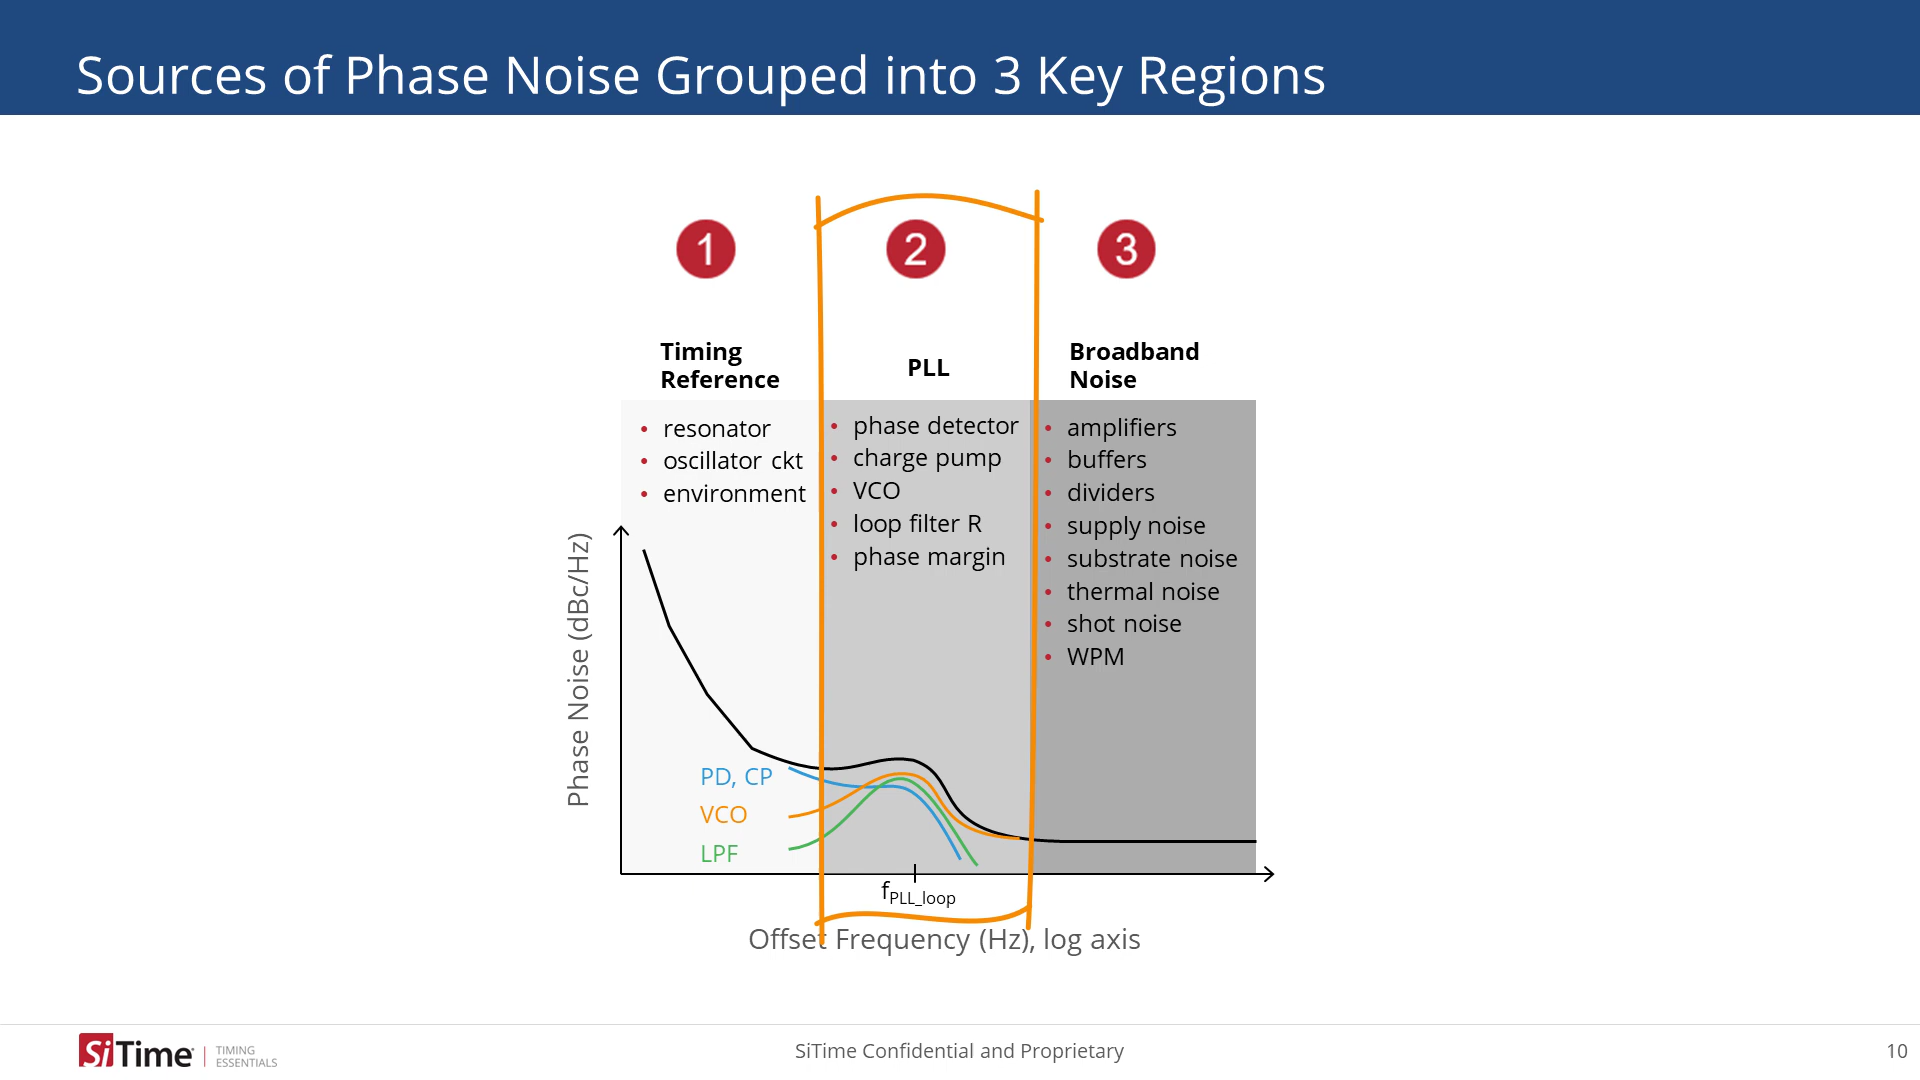 Sources of Phase Noise Grouped into 3 Key Regions
1
2
3
Timing
Reference
PLL
Broadband
Noise
• resonator
• oscillator ckt
• environment
• phase detector
• charge pump
• VCO
• loop filter R
• phase margin
• amplifiers
• buffers
• dividers
• supply noise
• substrate noise
• thermal noise
• shot noise
• WPM
Phase Noise (dBc/Hz)
PD, CP
VCO
LPF
fPLL_loop
Offset Frequency (Hz), log axis
SiTime
TIMING
ESSENTIALS
SiTime Confidential and Proprietary
10